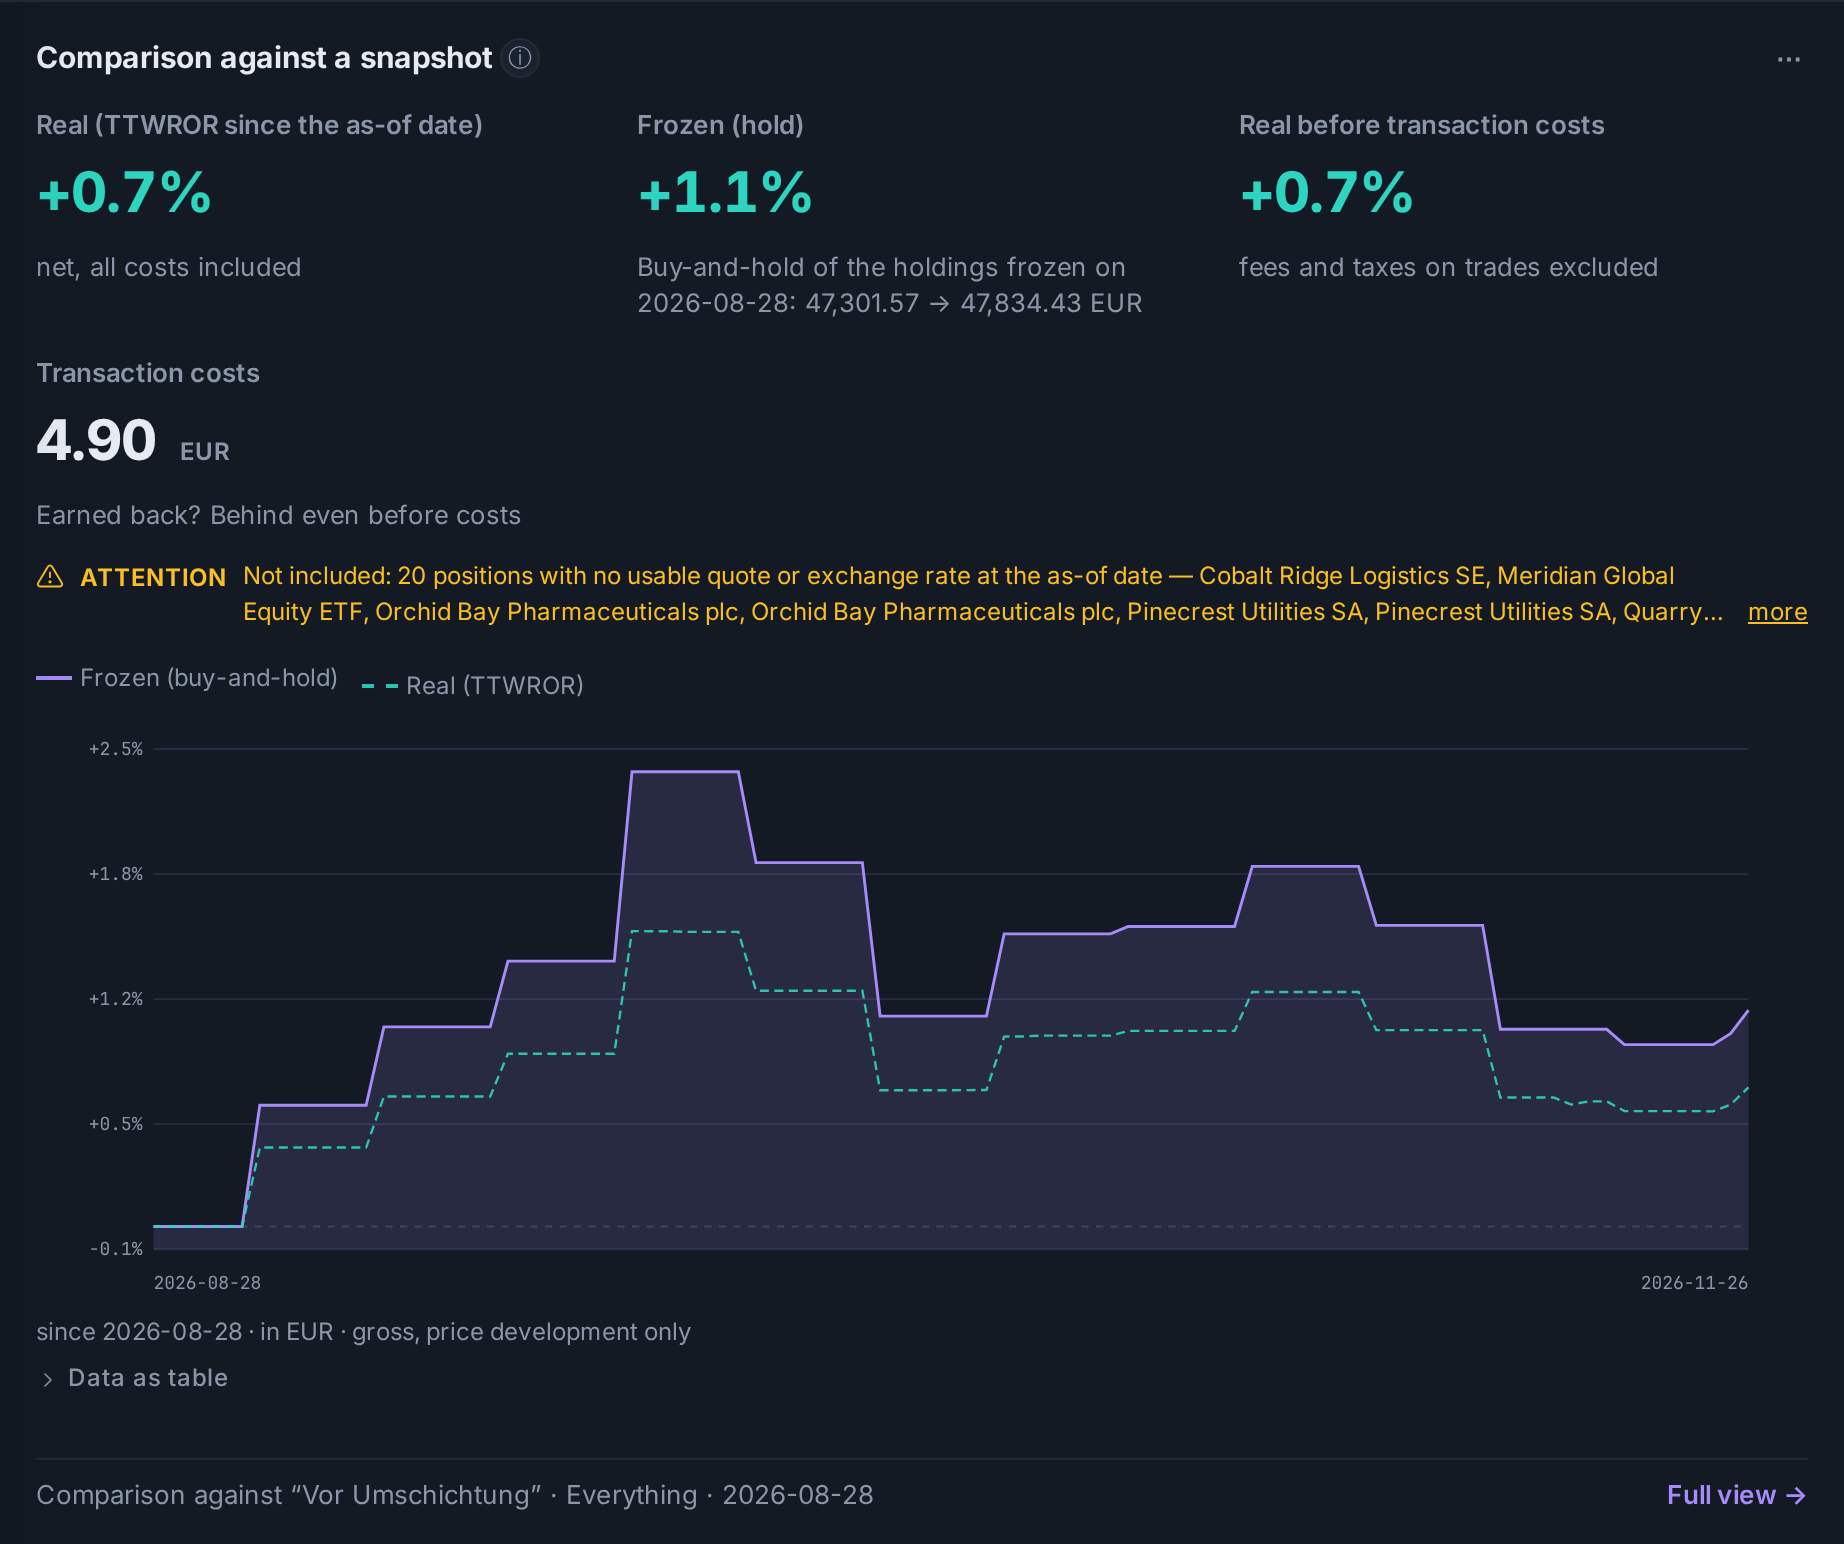 Comparison against a snapshot ⓘ
...
Real (TTWROR since the as-of date)
+0.7%
net, all costs included
Frozen (hold)
+1.1%
Buy-and-hold of the holdings frozen on
2026-08-28: 47,301.57 → 47,834.43 EUR
Real before transaction costs
+0.7%
fees and taxes on trades excluded
Transaction costs
4.90 EUR
Earned back? Behind even before costs
ATTENTION Not included: 20 positions with no usable quote or exchange rate at the as-of date — Cobalt Ridge Logistics SE, Meridian Global
Equity ETF, Orchid Bay Pharmaceuticals plc, Orchid Bay Pharmaceuticals plc, Pinecrest Utilities SA, Pinecrest Utilities SA, Quarry... more
Frozen (buy-and-hold) Real (TTWROR)
+2.5%
+1.8%
+1.2%
+0.5%
-0.1%
2026-08-28 2026-11-26
since 2026-08-28 · in EUR · gross, price development only
Data as table
Comparison against “Vor Umschichtung” · Everything · 2026-08-28
Full view →